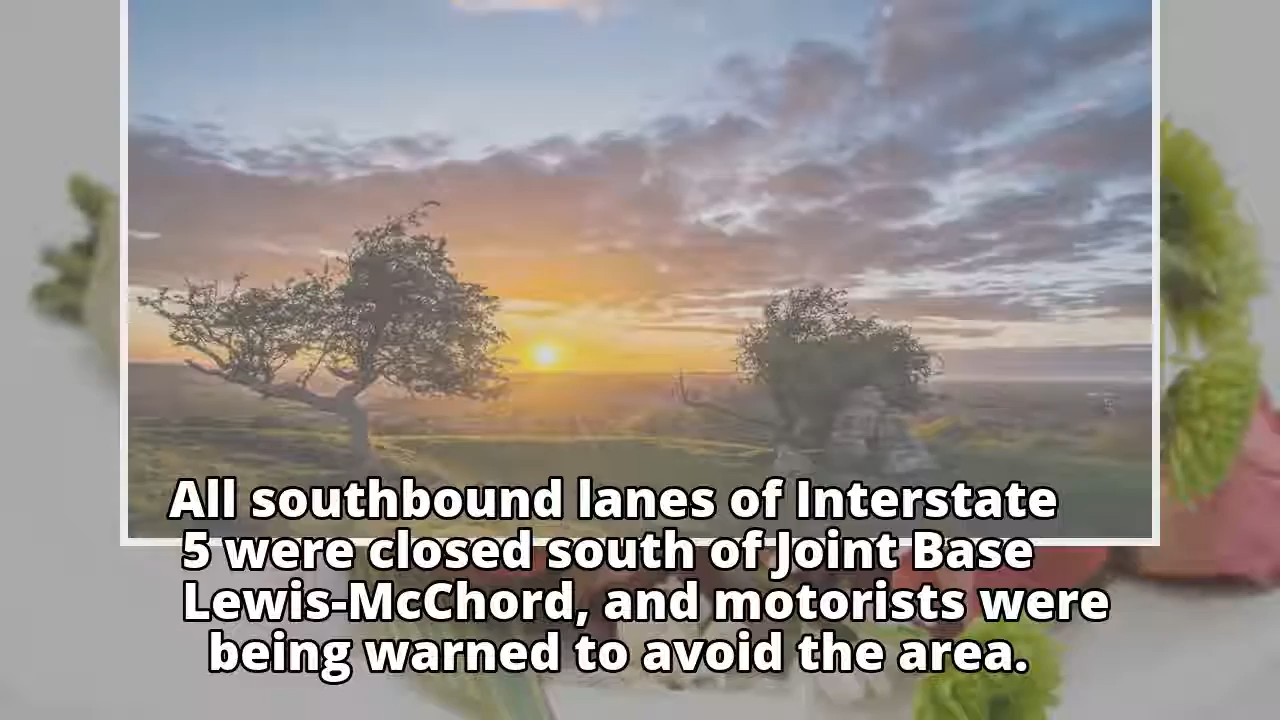 All southbound lanes of Interstate
5 were closed south of Joint Base
Lewis-McChord, and motorists were
being warned to avoid the area.